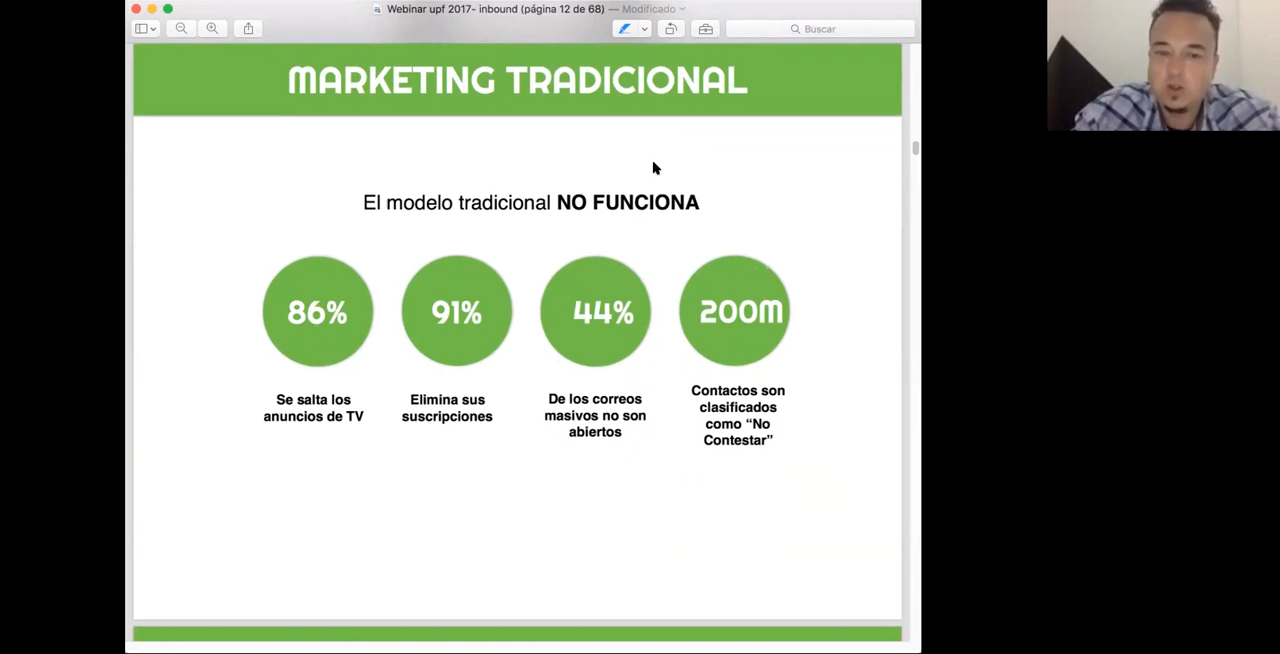 Webinar upf 2017- inbound (página 12 de 68) — Modificado
Buscar
MARKETING TRADICIONAL
El modelo tradicional NO FUNCIONA
86%
91%
44%
200M
Se salta los
anuncios de TV
Elimina sus
suscripciones
De los correos
masivos no son
abiertos
Contactos son
clasificados
como “No
Contestar”